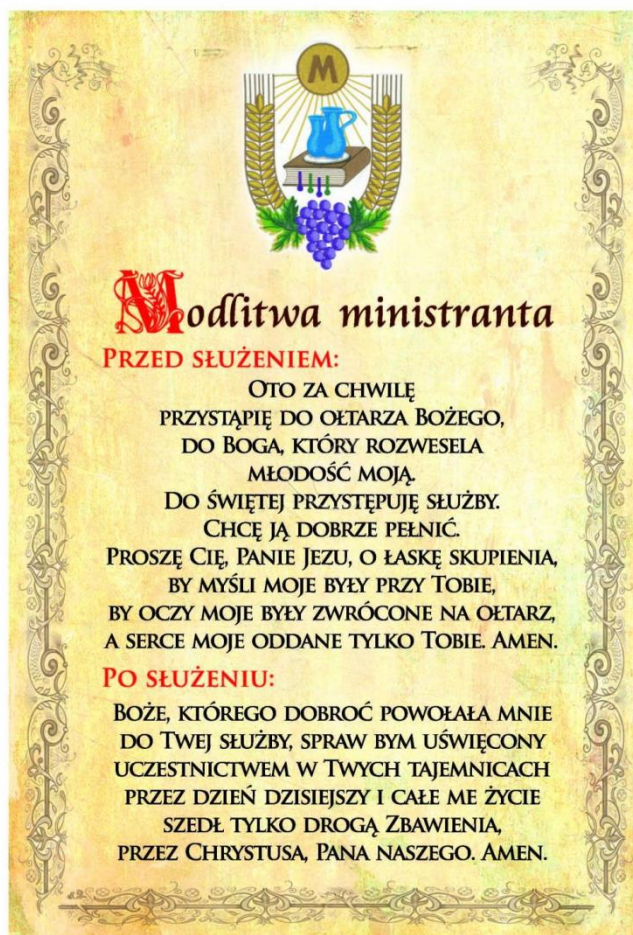 M
Modlitwa ministranta
PRZED SŁUŻENIEM:
OTO ZA CHWILĘ
PRZYSTĄPIĘ DO OŁTARZA BOŻEGO,
DO BOGA, KTÓRY ROZWESELA
MŁODOŚĆ MOJĄ.
DO ŚWIĘTEJ PRZYSTĘPUJĘ SŁUŻBY.
CHCĘ JĄ DOBRZE PEŁNIĆ.
PROSZĘ CIĘ, PANIE JEZU, O ŁASKĘ SKUPIENIA,
BY MYŚLI MOJE BYŁY PRZY TOBIE,
BY OCZY MOJE BYŁY ZWRÓCONE NA OŁTARZ,
A SERCE MOJE ODDANE TYLKO TOBIE. AMEN.
PO SŁUŻENIU:
BOŻE, KTÓREGO DOBROĆ POWOŁAŁA MNIE
DO TWEJ SŁUŻBY, SPRAW BYM UŚWIĘCONY
UCZESTNICTWEM W TWYCH TAJEMNICACH
PRZEZ DZIEŃ DZISIEJSZY I CAŁE ME ŻYCIE
SZEDŁ TYLKO DROGĄ ZBAWIENIA,
PRZEZ CHRYSTUSA, PANA NASZEGO. AMEN.